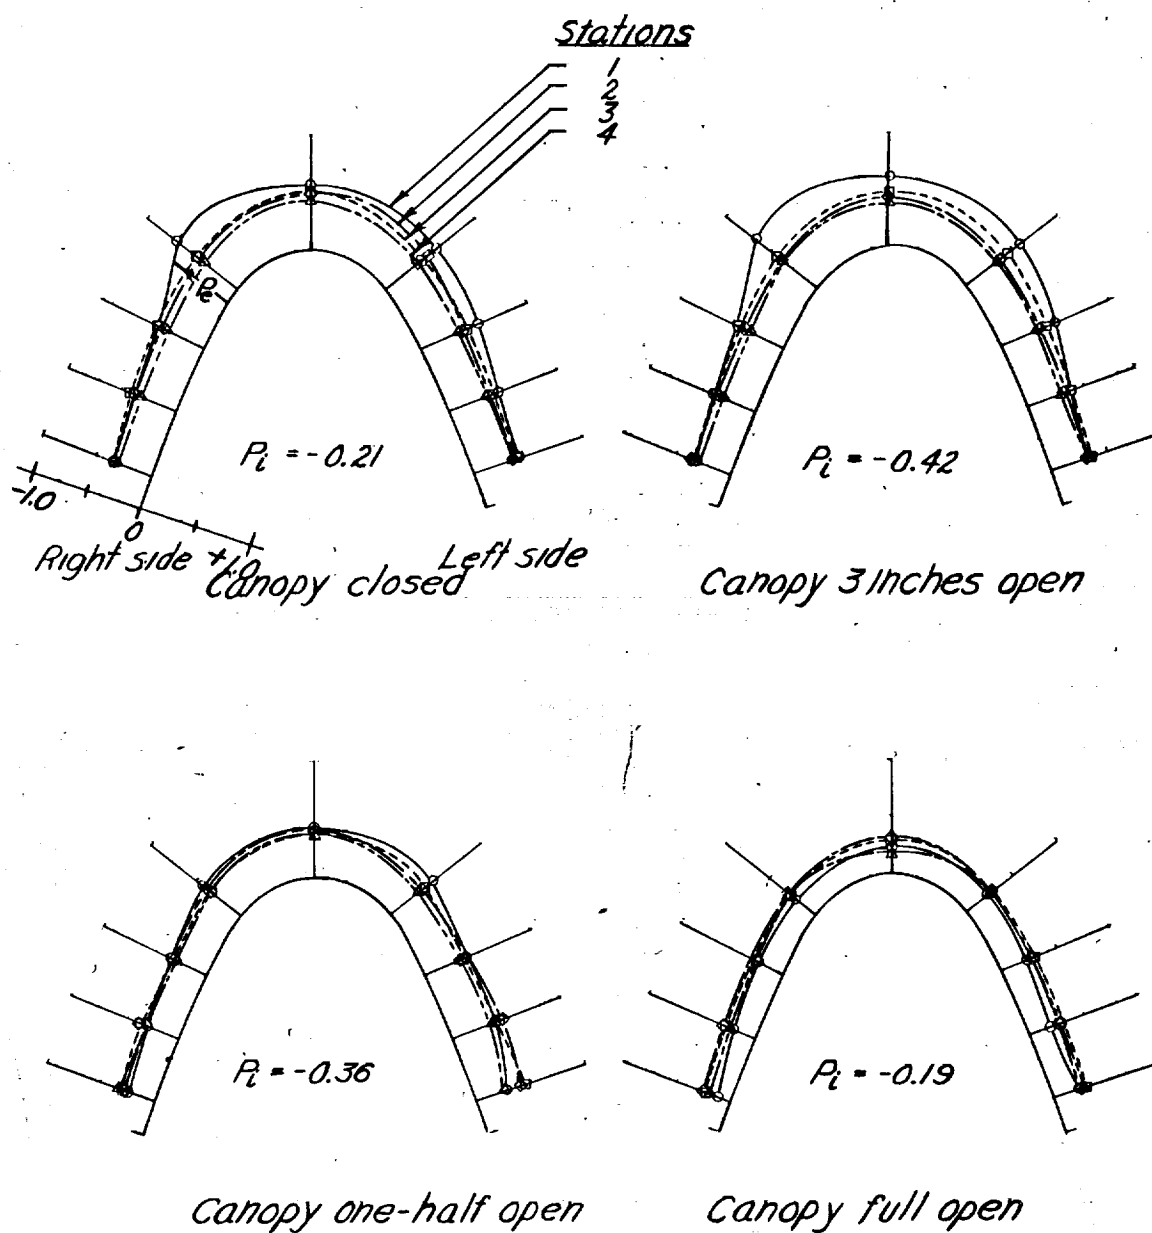 Stations
1
2
3
4
Pe
Pi = -0.21
Pi = -0.42
-1.0
0
+1.0
Right side
Left side
Canopy closed
Canopy 3 inches open
Pi = -0.36
Pi = -0.19
Canopy one-half open
Canopy full open